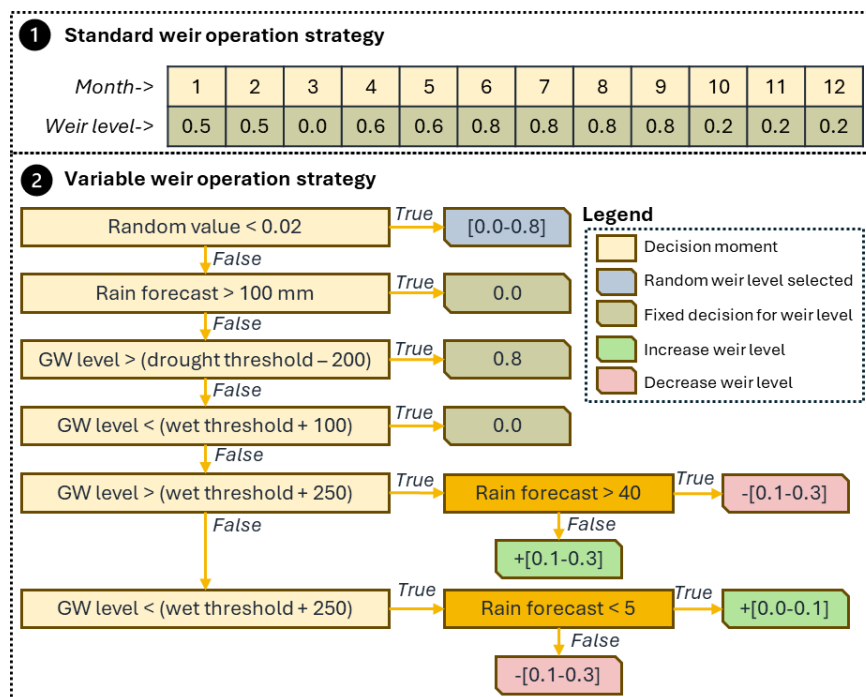 1 Standard weir operation strategy
Month-> 1 2 3 4 5 6 7 8 9 10 11 12
Weir level-> 0.5 0.5 0.0 0.6 0.6 0.8 0.8 0.8 0.8 0.2 0.2 0.2
2 Variable weir operation strategy
Random value < 0.02 True [0.0-0.8]
False
Rain forecast > 100 mm True 0.0
False
GW level > (drought threshold – 200) True 0.8
False
GW level < (wet threshold + 100) True 0.0
False
GW level > (wet threshold + 250) True Rain forecast > 40 True -[0.1-0.3]
False False
+[0.1-0.3]
GW level < (wet threshold + 250) True Rain forecast < 5 True +[0.0-0.1]
False
-[0.1-0.3]
Legend
Decision moment
Random weir level selected
Fixed decision for weir level
Increase weir level
Decrease weir level